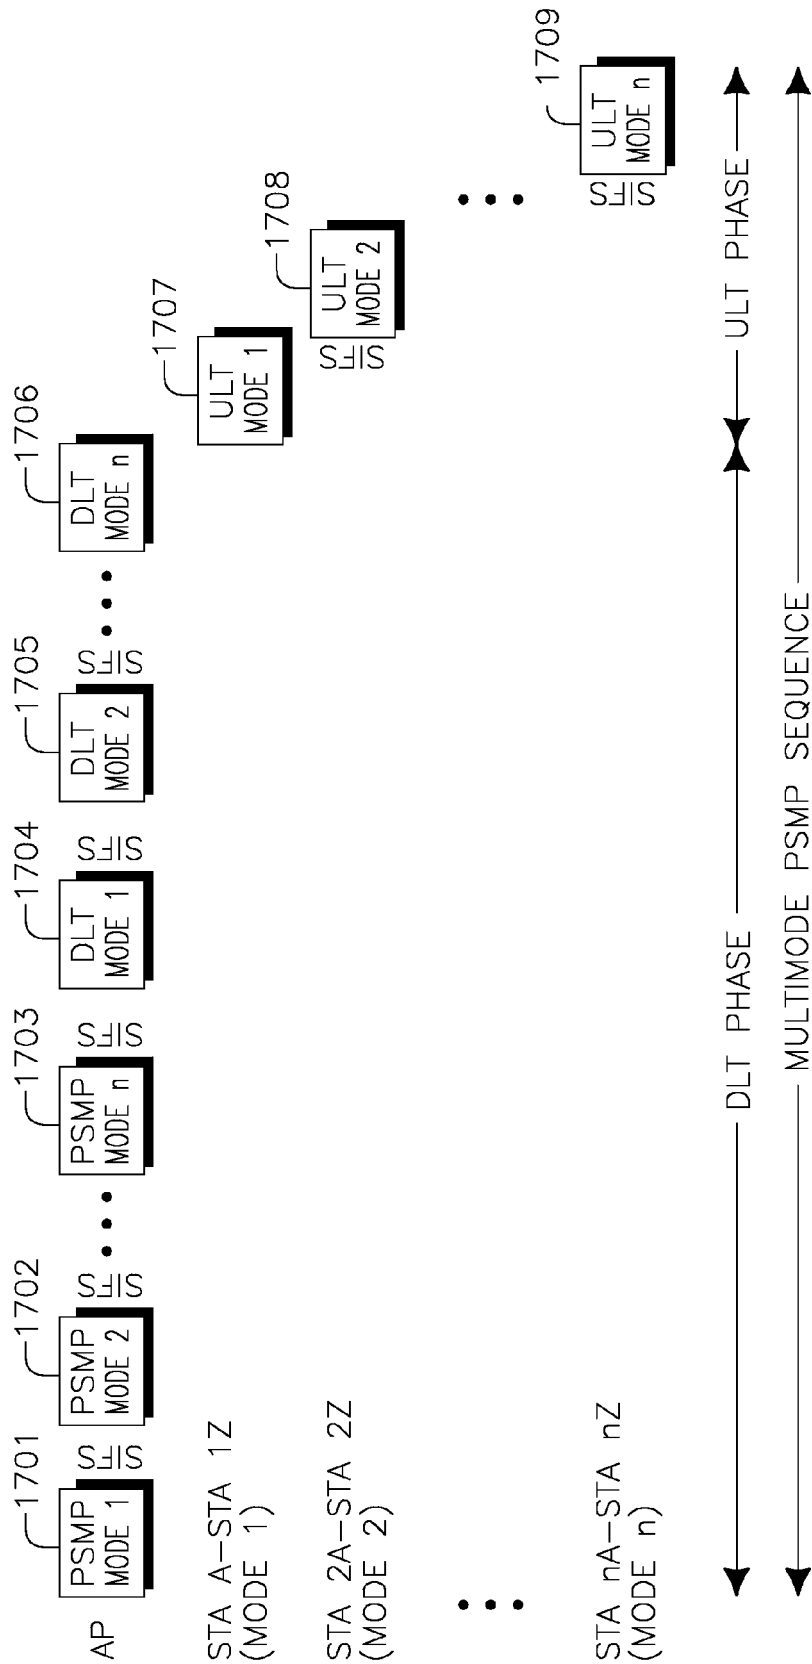 1701
1702
1703
1704
1705
1706
AP
PSMP
MODE 1
SIFS
PSMP
MODE 2
SIFS
PSMP
MODE n
SIFS
DLT
MODE 1
SIFS
DLT
MODE 2
SIFS
DLT
MODE n
1707
STA A–STA 1Z
(MODE 1)
ULT
MODE 1
1708
STA 2A–STA 2Z
(MODE 2)
SIFS
ULT
MODE 2
1709
STA nA–STA nZ
(MODE n)
SIFS
ULT
MODE n
DLT PHASE
ULT PHASE
MULTIMODE PSMP SEQUENCE